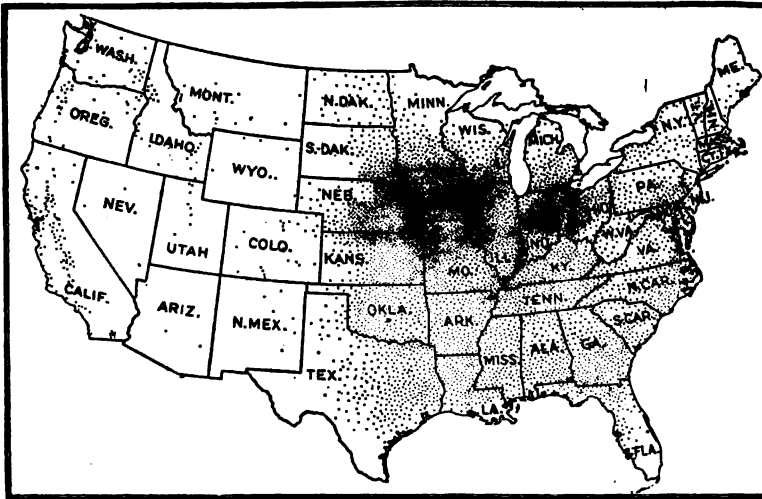 WASH.
MONT.
N.DAK.
MINN.
ME.
OREG.
IDAHO
WIS.
MICH.
N.Y.
S.DAK.
WYO.
NEB.
PA.
N.J.
NEV.
UTAH
COLO.
KANS.
MO.
ILL.
IND.
W.VA.
VA.
KY.
CALIF.
ARIZ.
N.MEX.
OKLA.
ARK.
TENN.
N.CAR.
S.CAR.
TEX.
LA.
MISS.
ALA.
GA.
FLA.